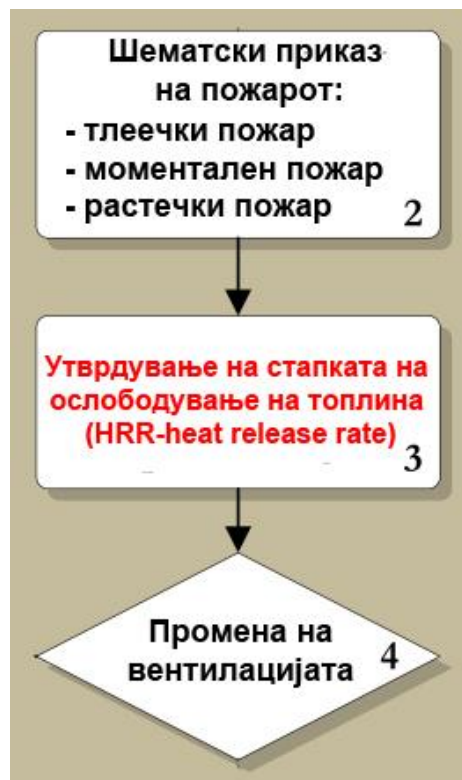 Шематски приказ
на пожарот:
- тлеечки пожар
- моментален пожар
- растечки пожар
2
Утврдување на стапката на
ослободување на топлина
(HRR-heat release rate)
3
Промена на
вентилацијата
4